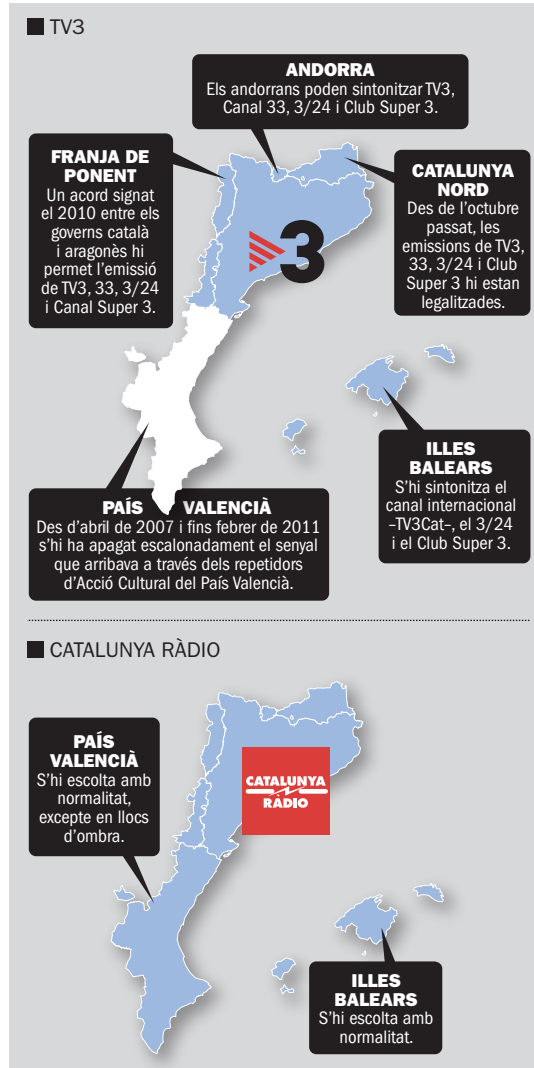 TV3
ANDORRA
Els andorrans poden sintonitzar TV3,
Canal 33, 3/24 i Club Super 3.
FRANJA DE
PONENT
Un acord signat
el 2010 entre els
governs català
i aragonès hi
permet l'emissió
de TV3, 33, 3/24
i Canal Super 3.
CATALUNYA
NORD
Des de l'octubre
passat, les
emissions de TV3,
33, 3/24 i Club
Super 3 hi estan
legalitzades.
3
ILLES
BALEARS
S'hi sintonitza el
canal internacional
–TV3Cat–, el 3/24
i el Club Super 3.
PAÍS VALENCIÀ
Des d'abril de 2007 i fins febrer de 2011
s'hi ha apagat escalonadament el senyal
que arribava a través dels repetidors
d'Acció Cultural del País Valencià.
CATALUNYA RÀDIO
PAÍS
VALENCIÀ
S'hi escolta amb
normalitat,
excepte en llocs
d'ombra.
CATALUNYA
RÀDIO
ILLES
BALEARS
S'hi escolta amb
normalitat.